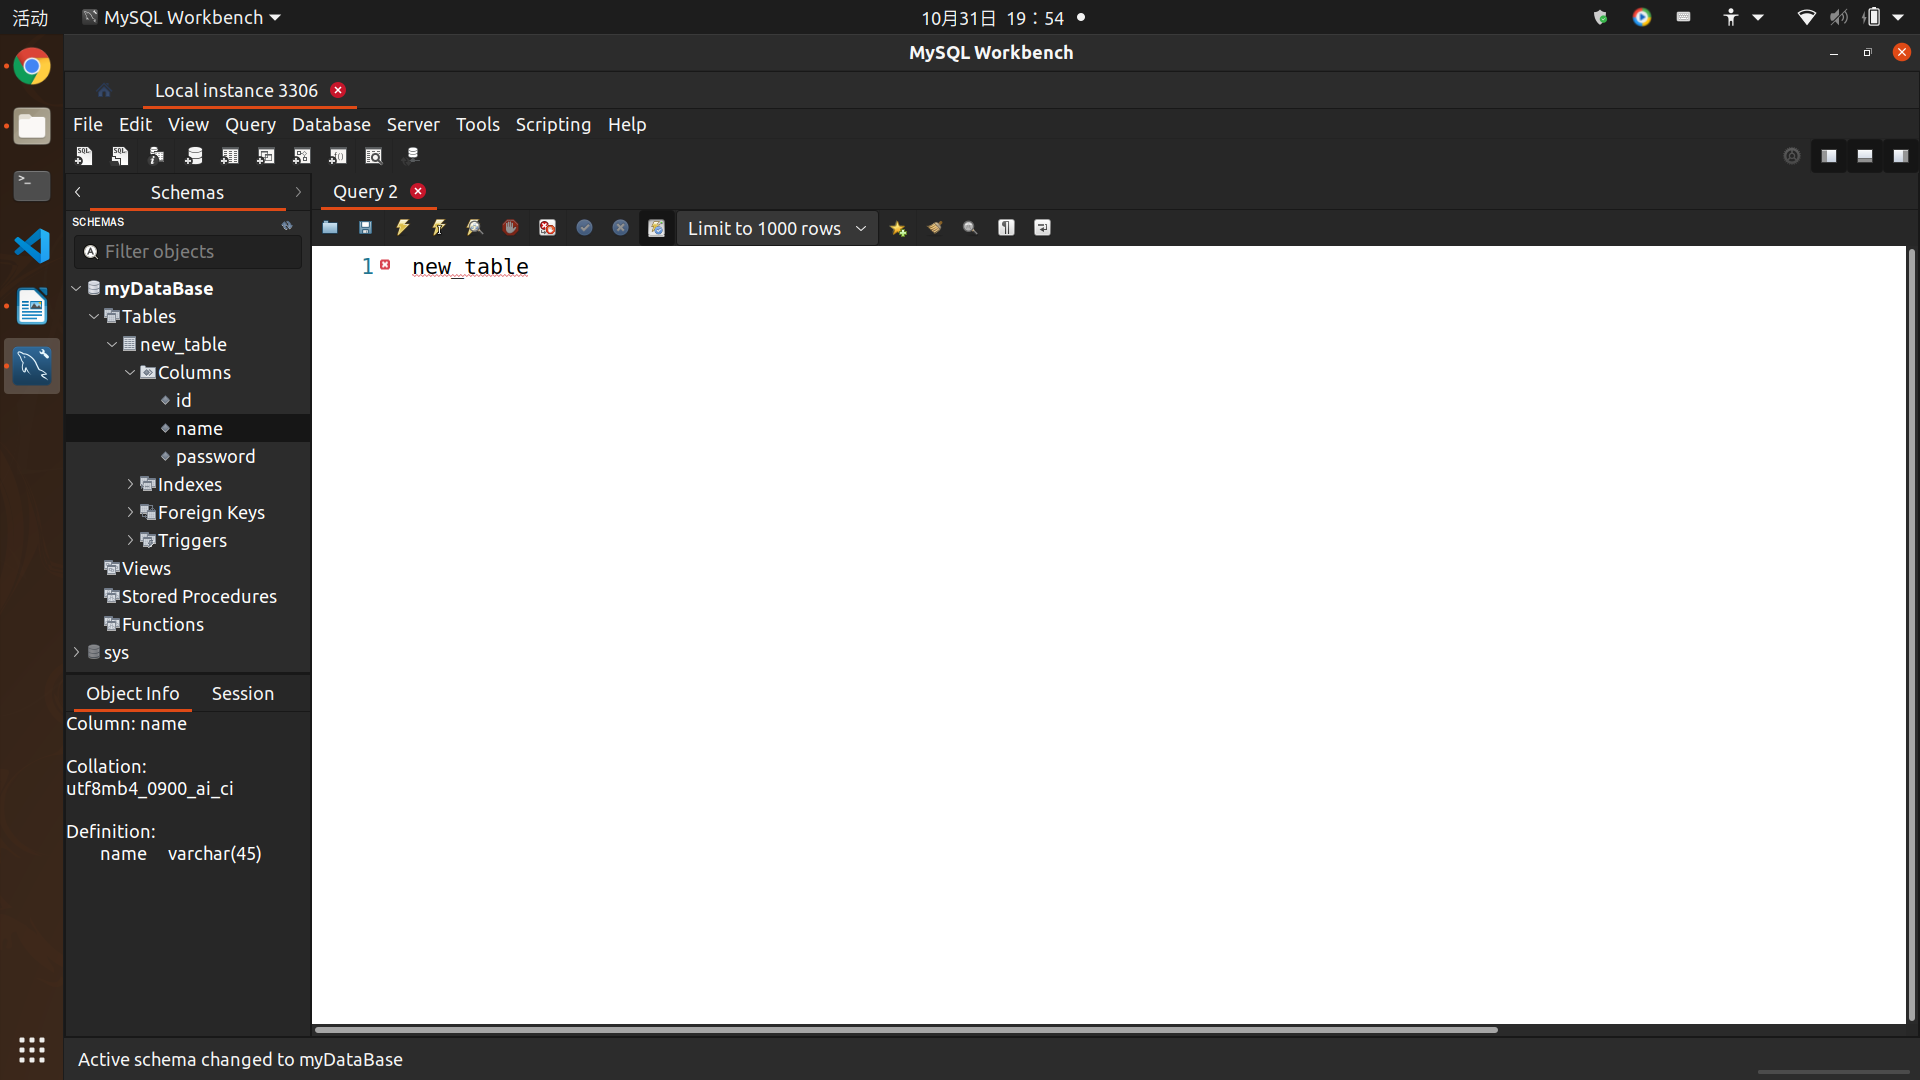 活动
MySQL Workbench
10月31日 19：54
MySQL Workbench
Local instance 3306
File Edit View Query Database Server Tools Scripting Help
Schemas
Query 2
SCHEMAS
Filter objects
Limit to 1000 rows
1 new_table
myDataBase
Tables
new_table
Columns
id
name
password
Indexes
Foreign Keys
Triggers
Views
Stored Procedures
Functions
sys
Object Info Session
Column: name
Collation:
utf8mb4_0900_ai_ci
Definition:
name varchar(45)
Active schema changed to myDataBase